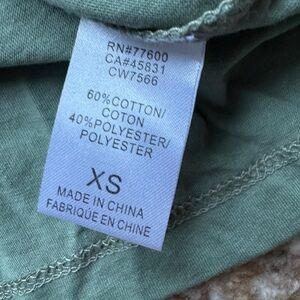 RN#77600
CA#45831
CW7566
60%COTTON/
COTON
40%POLYESTER/
POLYESTER
XS
MADE IN CHINA
FABRIQUÉ EN CHINE